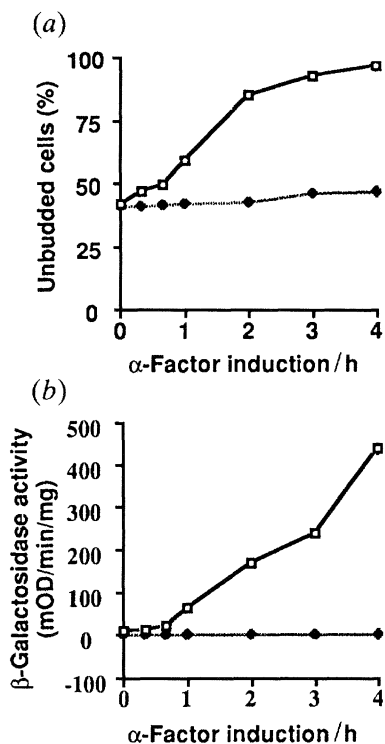 (a)
Unbudded cells (%)
100
75
50
25
0
0 1 2 3 4
α-Factor induction / h
(b)
β-Galactosidase activity
(mOD/min/mg)
500
400
300
200
100
0
-100
0 1 2 3 4
α-Factor induction / h